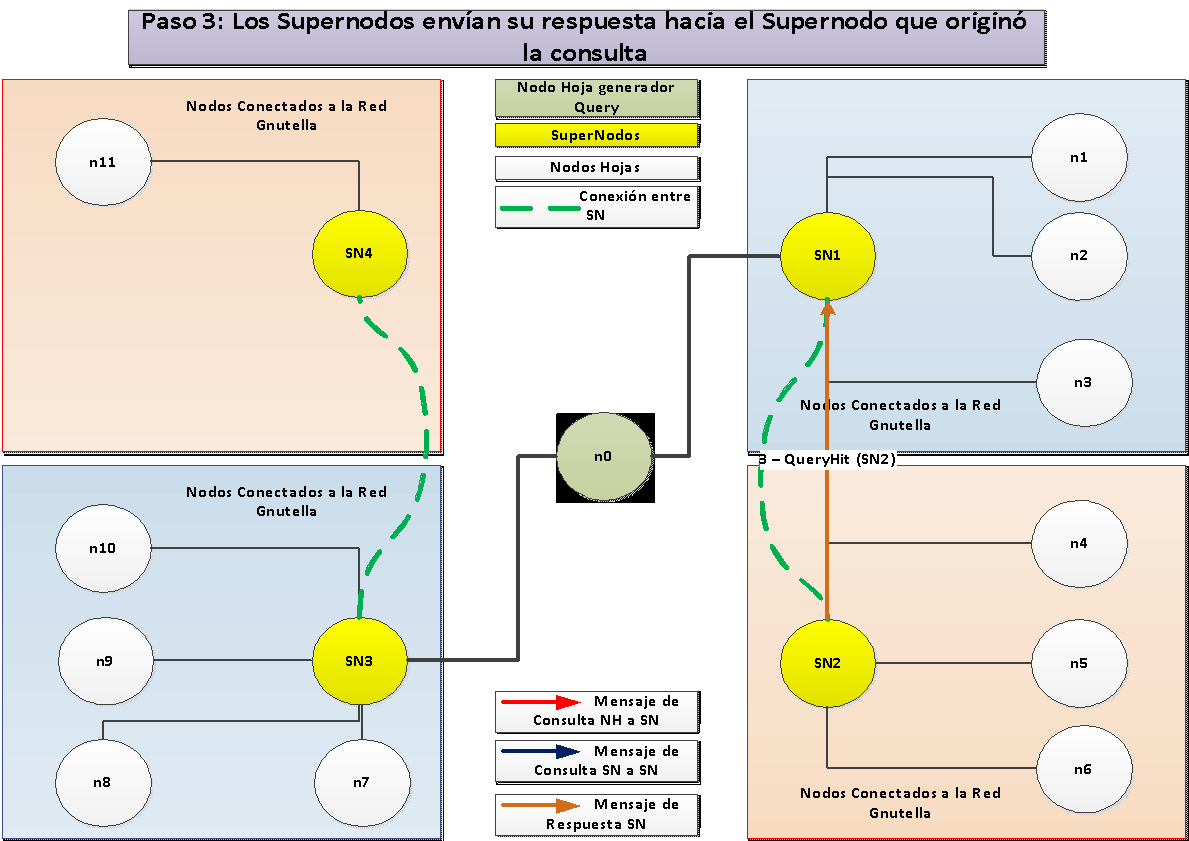 Paso 3: Los Supernodos envían su respuesta hacia el Supernodo que originó
la consulta
Nodos Conectados a la Red
Gnutella
n11
SN4
Nodo Hoja generador
Query
SuperNodos
Nodos Hojas
Conexión entre
SN
n1
SN1
n2
n3
Nodos Conectados a la Red
Gnutella
n0
3 – QueryHit (SN2)
Nodos Conectados a la Red
Gnutella
n10
n9
SN3
n8
n7
n4
SN2
n5
n6
Nodos Conectados a la Red
Gnutella
Mensaje de
Consulta NH a SN
Mensaje de
Consulta SN a SN
Mensaje de
Respuesta SN